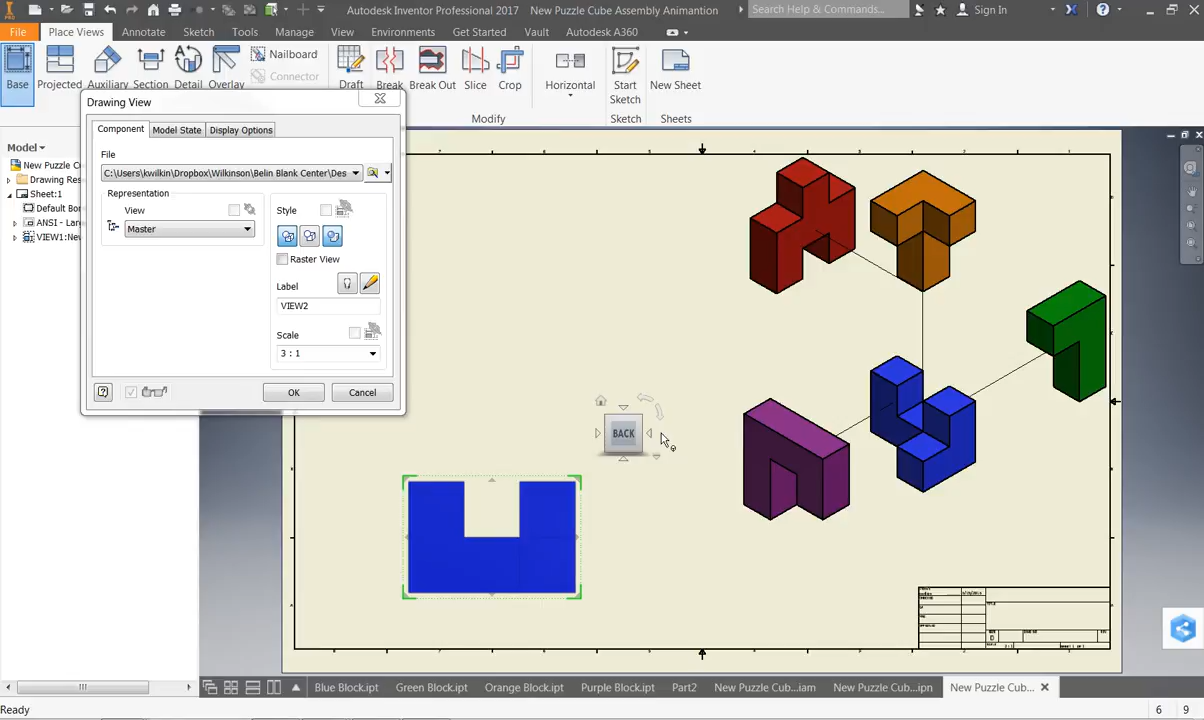 PRO
Autodesk Inventor Professional 2017   New Puzzle Cube Assembly Animantion
Search Help & Commands...
Sign In
File
Place Views
Annotate
Sketch
Tools
Manage
View
Environments
Get Started
Vault
Autodesk A360
Base
Projected
Auxiliary
Section
Detail
Overlay
Nailboard
Connector
Draft
Break
Break Out
Slice
Crop
Horizontal
Start
Sketch
New Sheet
Modify
Sketch
Sheets
Drawing View
Component
Model State
Display Options
File
C:\Users\kwilkin\Dropbox\Wilkinson\Belin Blank Center\Des
Representation
View
Master
Style
Raster View
Label
VIEW2
Scale
3 : 1
OK
Cancel
Model
New Puzzle Cu
Drawing Res
Sheet:1
Default Bor
ANSI - Larg
VIEW1:New
BACK
Blue Block.ipt
Green Block.ipt
Orange Block.ipt
Purple Block.ipt
Part2
New Puzzle Cub...iam
New Puzzle Cub...ipn
New Puzzle Cub...
Ready
6
9